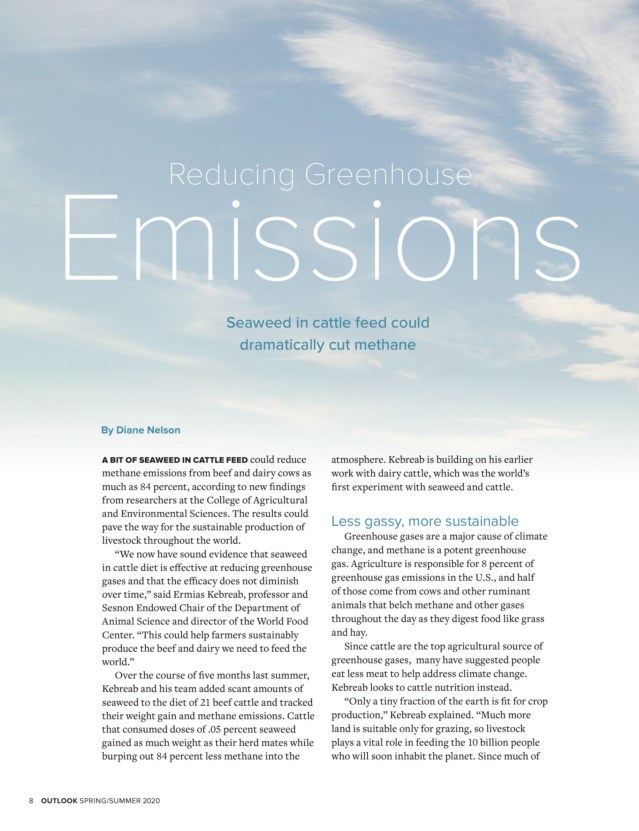 Reducing Greenhouse
Emissions
Seaweed in cattle feed could
dramatically cut methane
By Diane Nelson
A BIT OF SEAWEED IN CATTLE FEED could reduce
methane emissions from beef and dairy cows as
much as 84 percent, according to new findings
from researchers at the College of Agricultural
and Environmental Sciences. The results could
pave the way for the sustainable production of
livestock throughout the world.
“We now have sound evidence that seaweed
in cattle diet is effective at reducing greenhouse
gases and that the efficacy does not diminish
over time,” said Ermias Kebreab, professor and
Sesnon Endowed Chair of the Department of
Animal Science and director of the World Food
Center. “This could help farmers sustainably
produce the beef and dairy we need to feed the
world.”
Over the course of five months last summer,
Kebreab and his team added scant amounts of
seaweed to the diet of 21 beef cattle and tracked
their weight gain and methane emissions. Cattle
that consumed doses of .05 percent seaweed
gained as much weight as their herd mates while
burping out 84 percent less methane into the
atmosphere. Kebreab is building on his earlier
work with dairy cattle, which was the world’s
first experiment with seaweed and cattle.
Less gassy, more sustainable
Greenhouse gases are a major cause of climate
change, and methane is a potent greenhouse
gas. Agriculture is responsible for 8 percent of
greenhouse gas emissions in the U.S., and half
of those come from cows and other ruminant
animals that belch methane and other gases
throughout the day as they digest food like grass
and hay.
Since cattle are the top agricultural source of
greenhouse gases, many have suggested people
eat less meat to help address climate change.
Kebreab looks to cattle nutrition instead.
“Only a tiny fraction of the earth is fit for crop
production,” Kebreab explained. “Much more
land is suitable only for grazing, so livestock
plays a vital role in feeding the 10 billion people
who will soon inhabit the planet. Since much of
8 OUTLOOK SPRING/SUMMER 2020